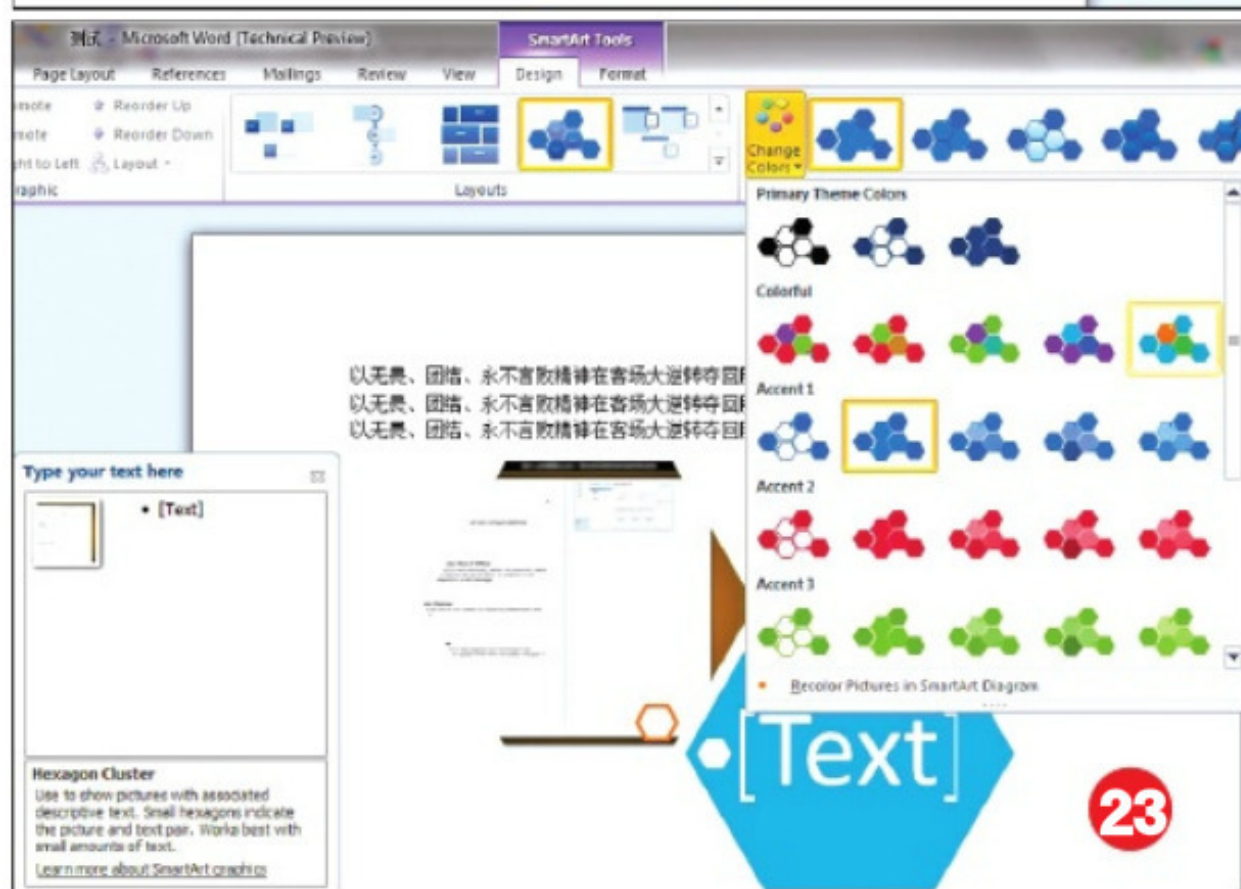 测试 - Microsoft Word (Technical Preview)
SmartArt Tools
Page Layout References Mailings Review View Design Format
mote Reorder Up
mote Reorder Down
ht to Left Layout
raphic
Layouts
Change
Colors
Primary Theme Colors
Colorful
Accent 1
Accent 2
Accent 3
Recolor Pictures in SmartArt Diagram
以无畏、团结、永不言败精神在客场大逆转夺回
以无畏、团结、永不言败精神在客场大逆转夺回
以无畏、团结、永不言败精神在客场大逆转夺回
Type your text here
• [Text]
[Text]
Hexagon Cluster
Use to show pictures with associated
descriptive text. Small hexagons indicate
the picture and text pair. Works best with
small amounts of text.
Learn more about SmartArt graphics
23